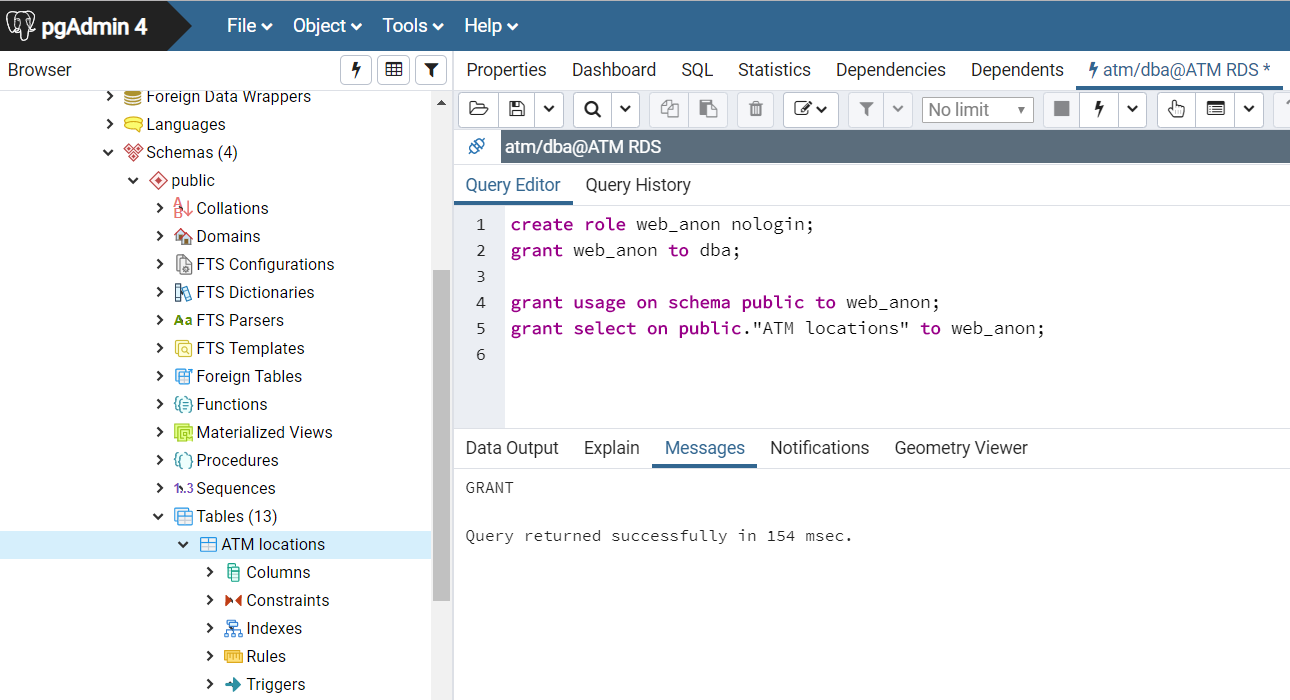 pgAdmin 4
File Object Tools Help
Browser
Properties Dashboard SQL Statistics Dependencies Dependents atm/dba@ATM RDS *
Foreign Data Wrappers
Languages
Schemas (4)
public
Collations
Domains
FTS Configurations
FTS Dictionaries
Aa FTS Parsers
FTS Templates
Foreign Tables
Functions
Materialized Views
Procedures
1..3 Sequences
Tables (13)
ATM locations
Columns
Constraints
Indexes
Rules
Triggers
No limit
atm/dba@ATM RDS
Query Editor Query History
1 create role web_anon nologin;
2 grant web_anon to dba;
3
4 grant usage on schema public to web_anon;
5 grant select on public."ATM locations" to web_anon;
6
Data Output Explain Messages Notifications Geometry Viewer
GRANT
Query returned successfully in 154 msec.